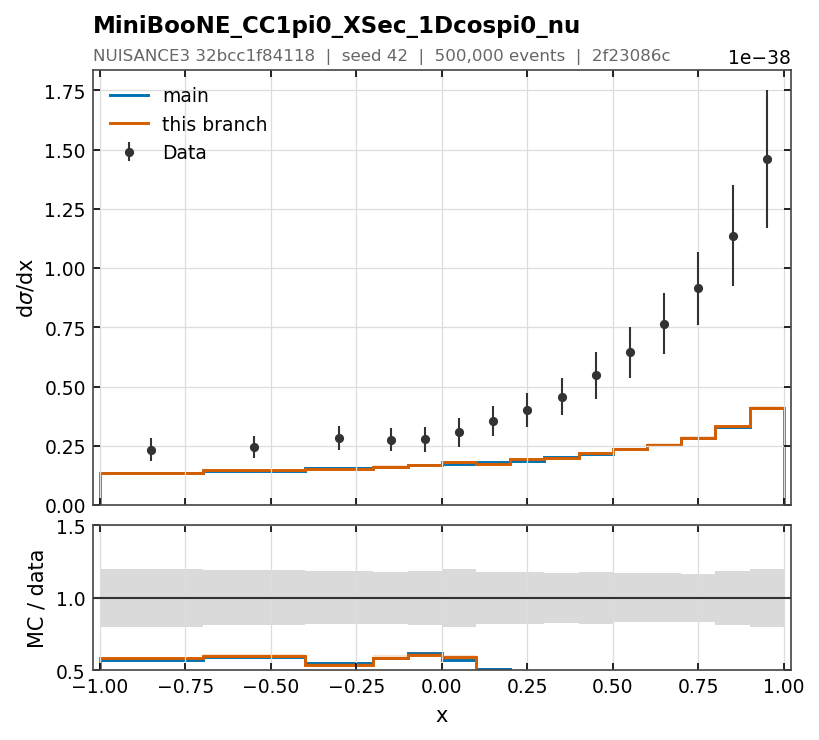 MiniBooNE_CC1pi0_XSec_1Dcospi0_nu
NUISANCE3 32bcc1f84118 | seed 42 | 500,000 events | 2f23086c
1e−38
main
this branch
Data
1.75
1.50
1.25
1.00
0.75
0.50
0.25
0.00
dσ/dx
1.5
1.0
0.5
MC / data
−1.00 −0.75 −0.50 −0.25 0.00 0.25 0.50 0.75 1.00
x